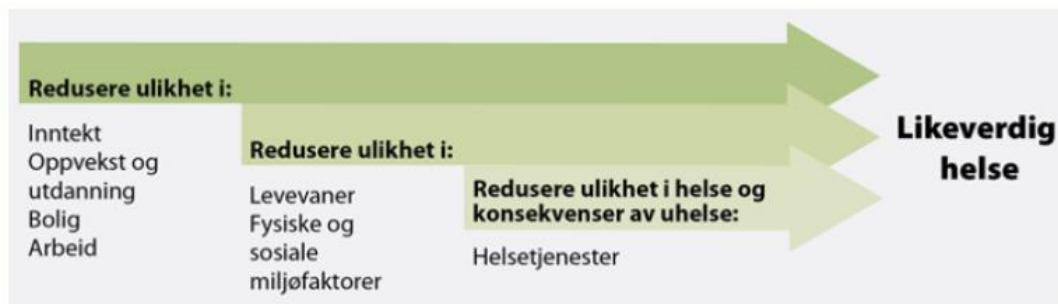 Redusere ulikhet i:
Inntekt
Oppvekst og
utdanning
Bolig
Arbeid
Redusere ulikhet i:
Levevaner
Fysiske og
sosiale
miljøfaktorer
Redusere ulikhet i helse og
konsekvenser av uhelse:
Helsetjenester
Likeverdig
helse